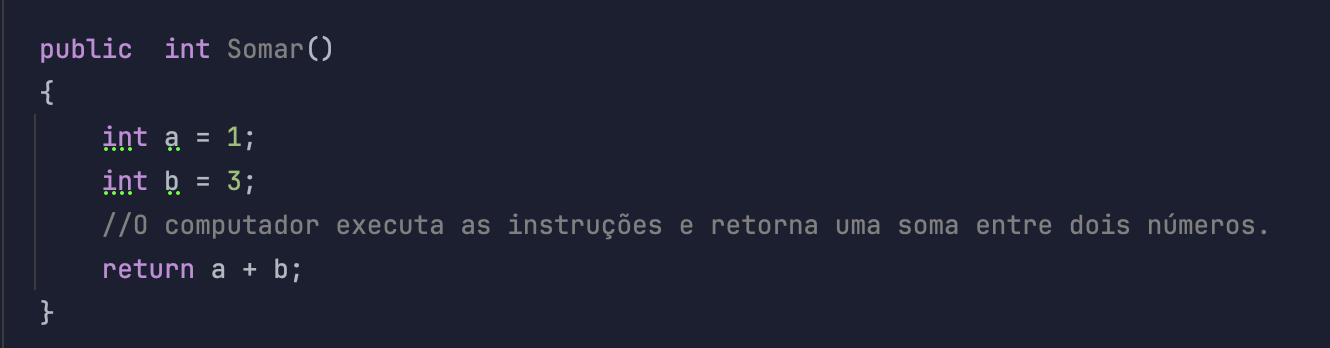 public  int Somar()
{
    int a = 1;
    int b = 3;
    //O computador executa as instruções e retorna uma soma entre dois números.
    return a + b;
}